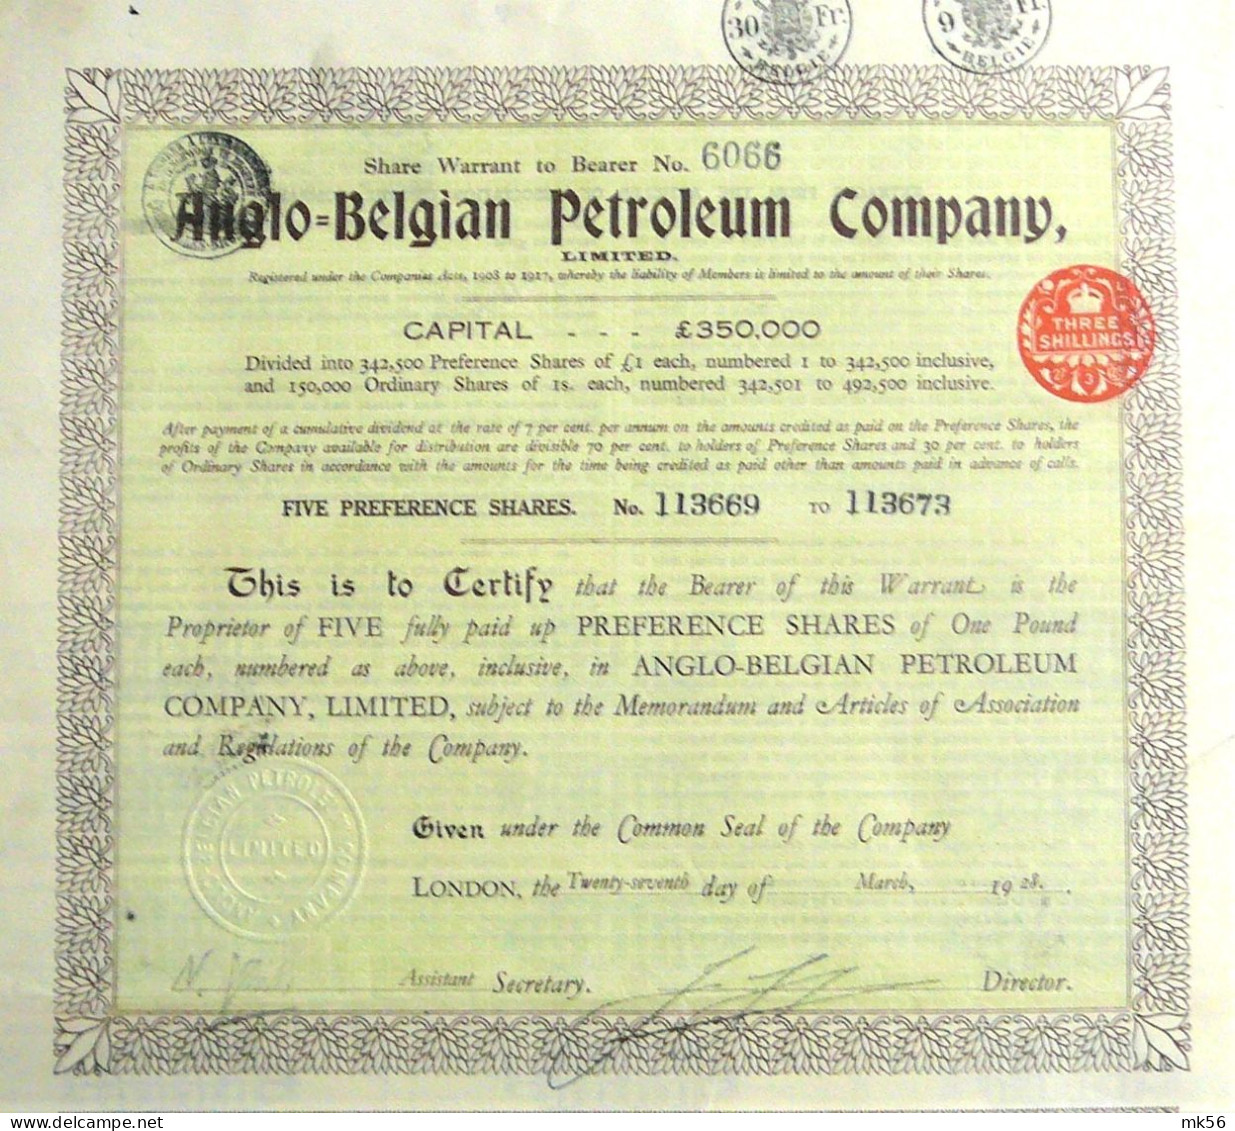 30 Fr.
BELGIE
9 Fr.
BELGIE
Share Warrant to Bearer No. 6066
Anglo=Belgian Petroleum Company,
LIMITED.
Registered under the Companies Acts, 1908 to 1917, whereby the liability of Members is limited to the amount of their Shares.
CAPITAL - - - £350,000
THREE
SHILLINGS
Divided into 342,500 Preference Shares of £1 each, numbered 1 to 342,500 inclusive,
and 150,000 Ordinary Shares of 1s. each, numbered 342,501 to 492,500 inclusive.
After payment of a cumulative dividend at the rate of 7 per cent. per annum on the amounts credited as paid on the Preference Shares, the
profits of the Company available for distribution are divisible 70 per cent. to holders of Preference Shares and 30 per cent. to holders
of Ordinary Shares in accordance with the amounts for the time being credited as paid other than amounts paid in advance of calls.
FIVE PREFERENCE SHARES. No. 113669 TO 113673
This is to Certify that the Bearer of this Warrant is the
Proprietor of FIVE fully paid up PREFERENCE SHARES of One Pound
each, numbered as above, inclusive, in ANGLO-BELGIAN PETROLEUM
COMPANY, LIMITED, subject to the Memorandum and Articles of Association
and Regulations of the Company.
LIMITED
Given under the Common Seal of the Company
LONDON, the Twenty-seventh day of March, 1928.
Assistant Secretary.
Director.
mk56